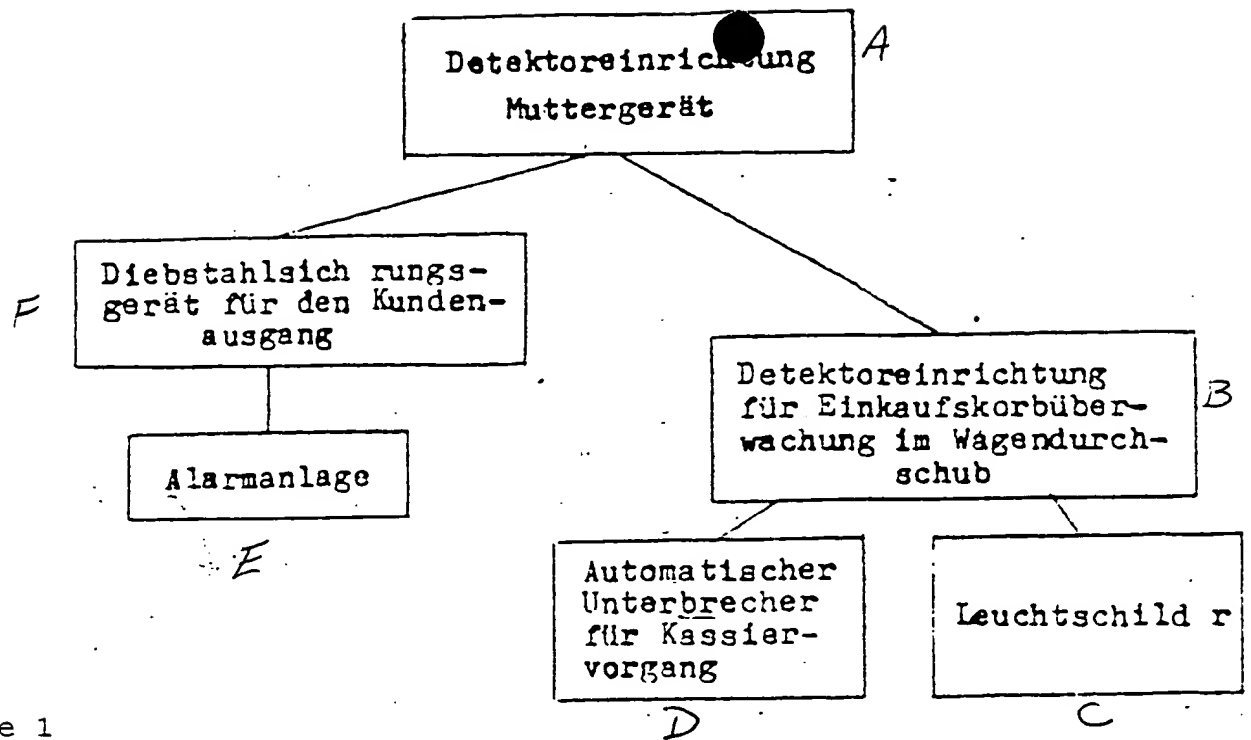 Detektoreinrichtung
Muttergerät
A
Diebstahlsich rungs-
gerät für den Kunden-
ausgang
F
Detektoreinrichtung
für Einkaufskorbüber-
wachung im Wagendurch-
schub
B
Alarmanlage
E
Automatischer
Unterbrecher
für Kassier-
vorgang
D
Leuchtschild r
C
e 1